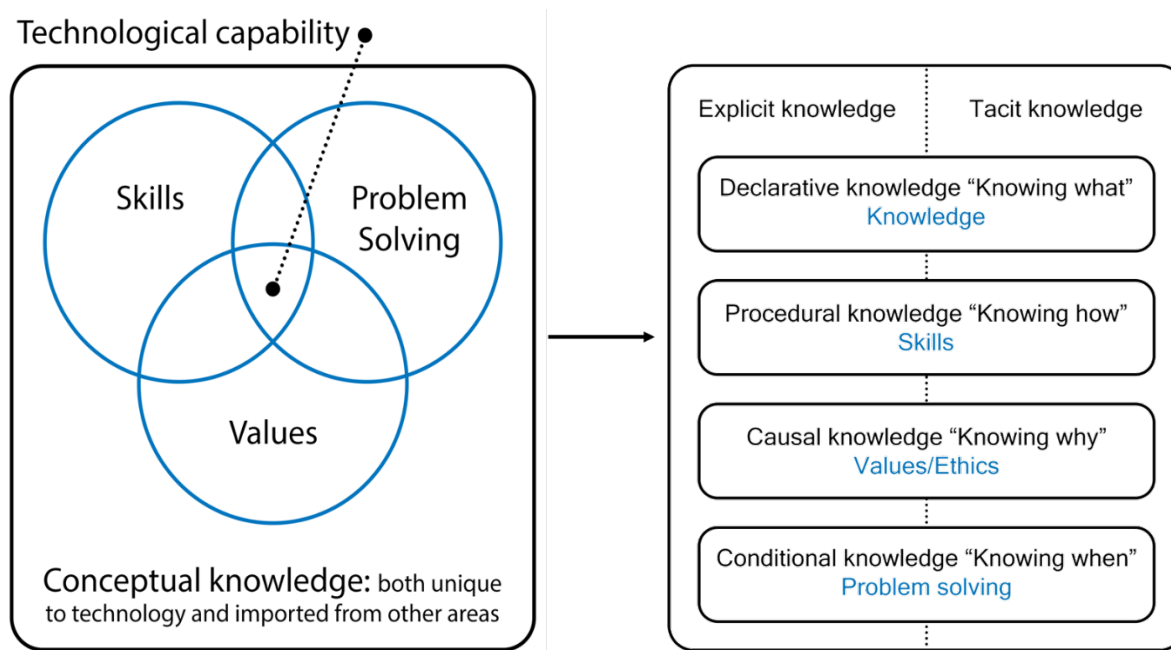 Technological capability
Skills
Problem
Solving
Values
Conceptual knowledge: both unique
to technology and imported from other areas
Explicit knowledge
Tacit knowledge
Declarative knowledge “Knowing what”
Knowledge
Procedural knowledge “Knowing how”
Skills
Causal knowledge “Knowing why”
Values/Ethics
Conditional knowledge “Knowing when”
Problem solving